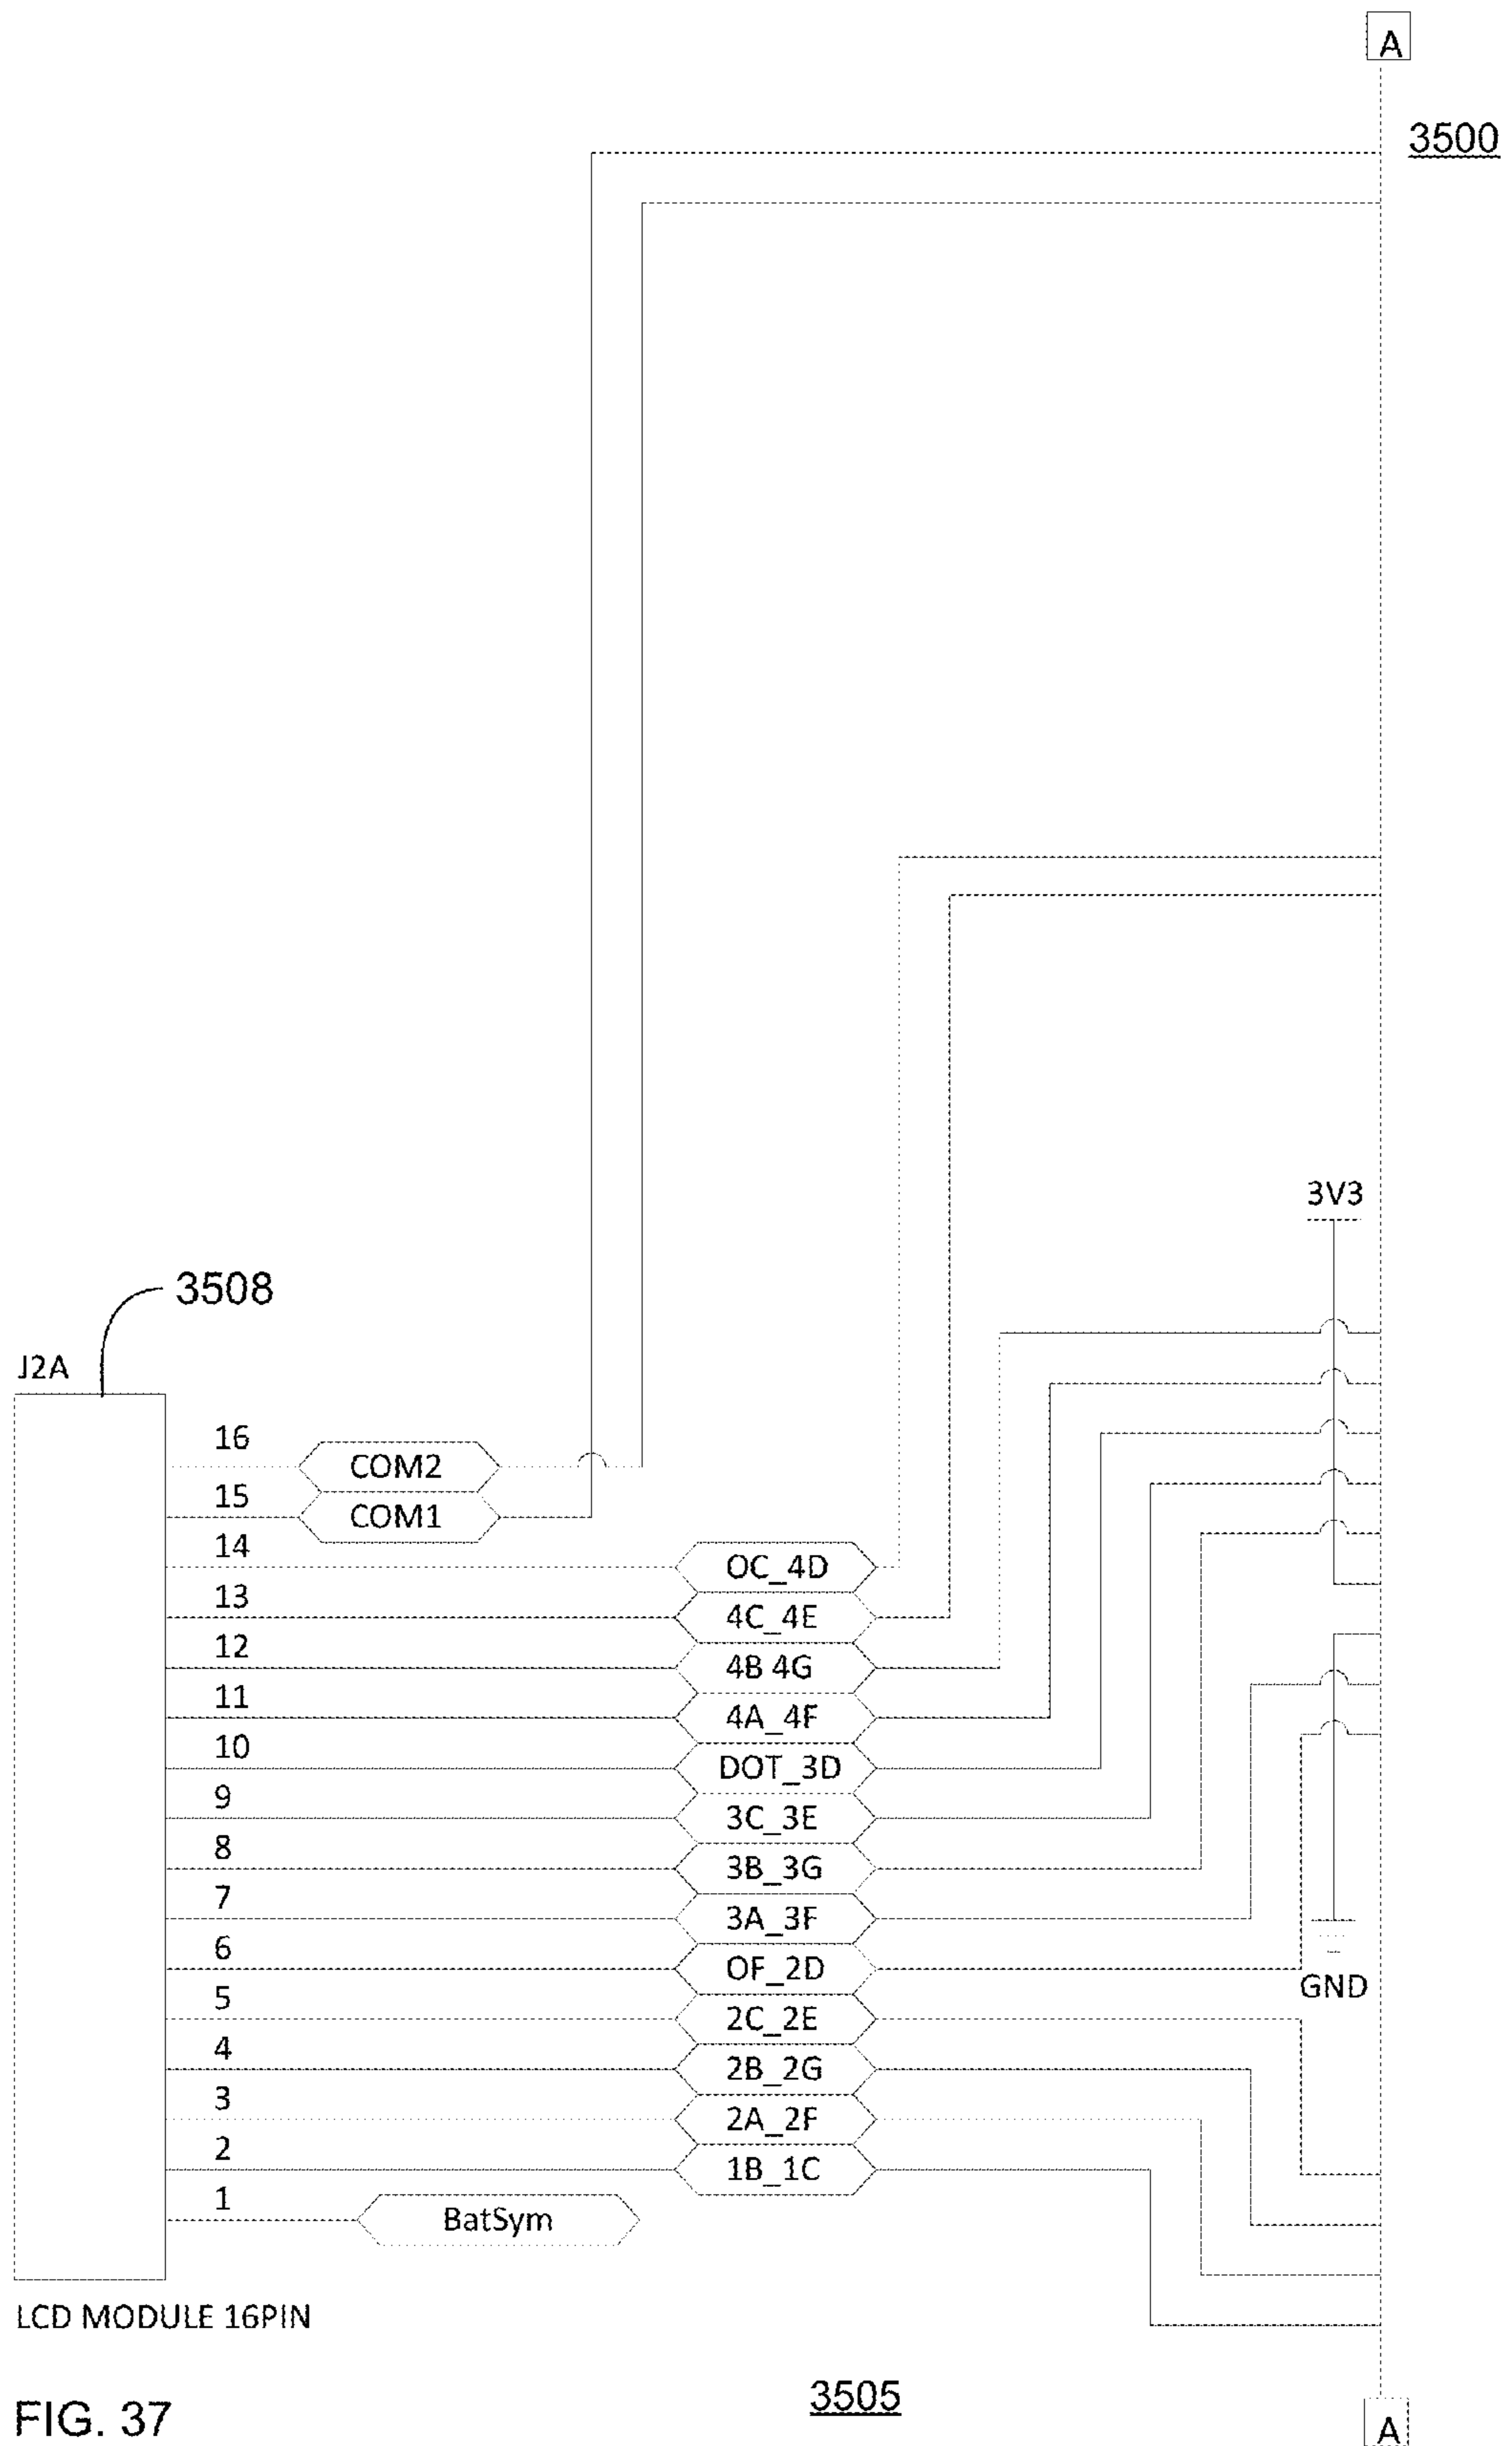 A
3500
3V3
3508
J2A
16
COM2
15
COM1
14
OC_4D
13
4C_4E
12
4B 4G
11
4A_4F
10
DOT_3D
9
3C_3E
8
3B_3G
7
3A_3F
6
OF_2D
GND
5
2C_2E
4
2B_2G
3
2A_2F
2
1B_1C
1
BatSym
LCD MODULE 16PIN
3505
FIG. 37
A